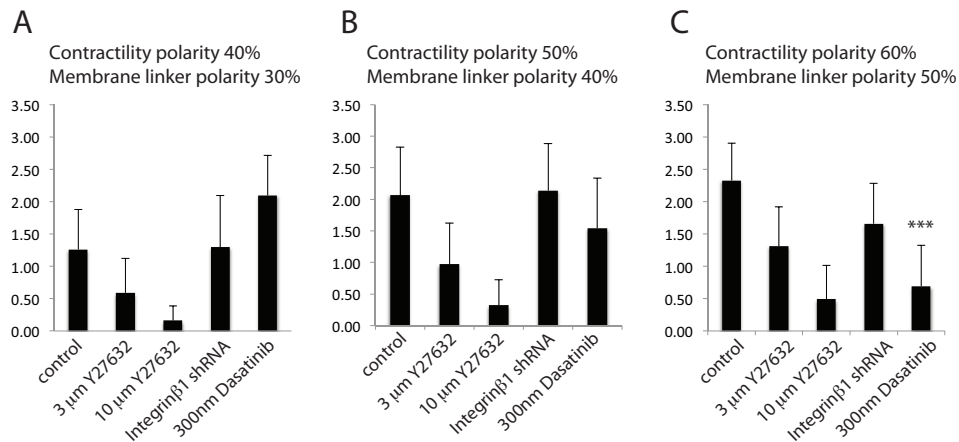 A
Contractility polarity 40%
Membrane linker polarity 30%
3.50
3.00
2.50
2.00
1.50
1.00
0.50
0.00
control
3 μm Y27632
10 μm Y27632
Integrinβ1 shRNA
300nm Dasatinib
B
Contractility polarity 50%
Membrane linker polarity 40%
3.50
3.00
2.50
2.00
1.50
1.00
0.50
0.00
control
3 μm Y27632
10 μm Y27632
Integrinβ1 shRNA
300nm Dasatinib
C
Contractility polarity 60%
Membrane linker polarity 50%
3.50
3.00
2.50
2.00
1.50
1.00
0.50
0.00
***
control
3 μm Y27632
10 μm Y27632
Integrinβ1 shRNA
300nm Dasatinib